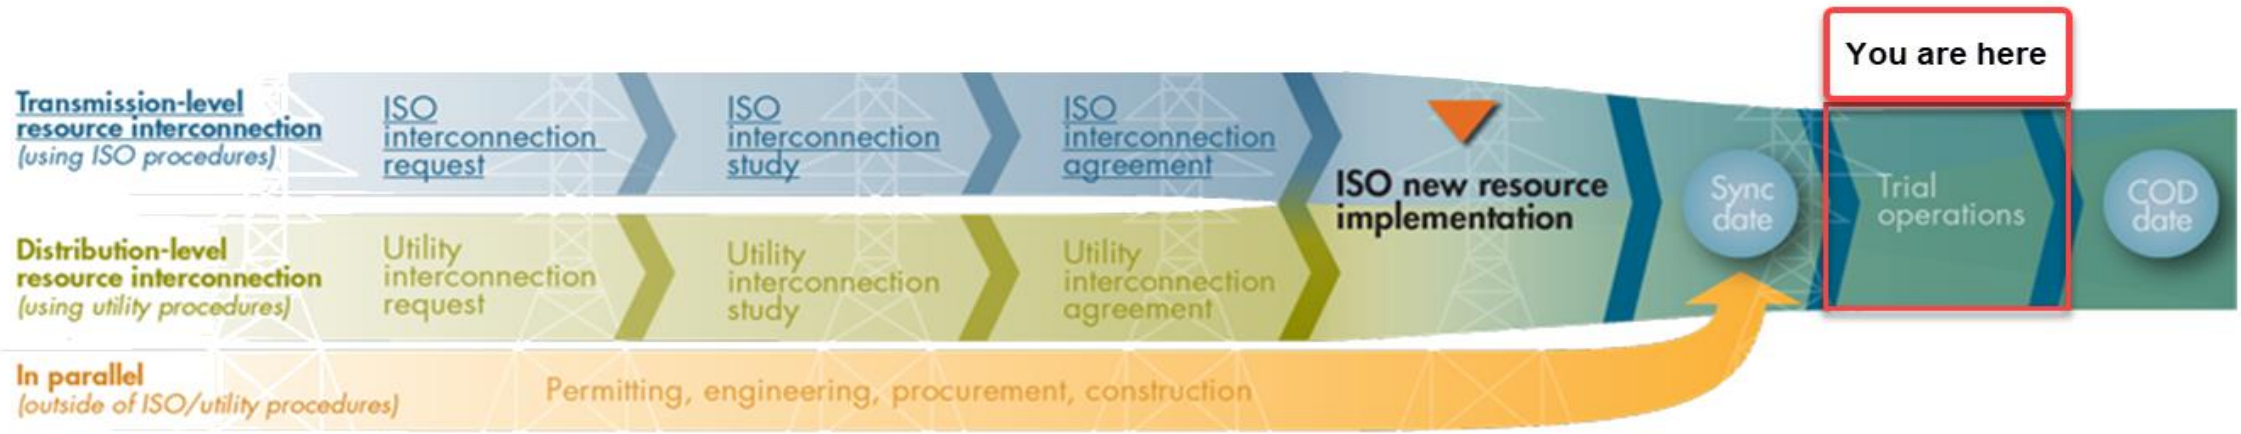 You are here
Transmission-level
resource interconnection
(using ISO procedures)
ISO
interconnection
request
ISO
interconnection
study
ISO
interconnection
agreement
ISO new resource
implementation
Sync
date
Trial
operations
COD
date
Distribution-level
resource interconnection
(using utility procedures)
Utility
interconnection
request
Utility
interconnection
study
Utility
interconnection
agreement
In parallel
(outside of ISO/utility procedures)
Permitting, engineering, procurement, construction